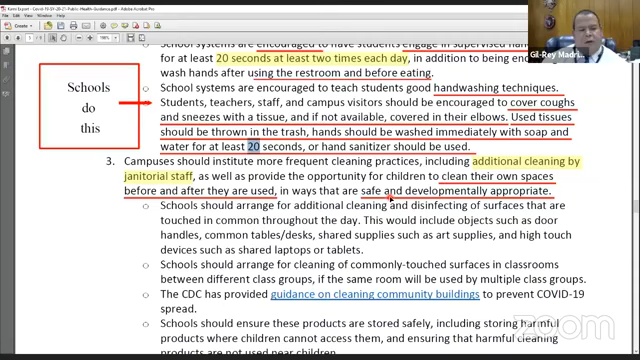 Karm Expert - Covid-19-SY-20-21-Public-Health-Guidance.pdf - Adobe Acrobat Pro
Create
Customize
Tools
Comment
Share
Gil-Rey Madri...
School systems are encouraged to have students engage in supervised han
for at least 20 seconds at least two times each day, in addition to being enc
wash hands after using the restroom and before eating.
○ School systems are encouraged to teach students good handwashing techniques.
○ Students, teachers, staff, and campus visitors should be encouraged to cover coughs
and sneezes with a tissue, and if not available, covered in their elbows. Used tissues
should be thrown in the trash, hands should be washed immediately with soap and
water for at least 20 seconds, or hand sanitizer should be used.
Schools
do
this
3. Campuses should institute more frequent cleaning practices, including additional cleaning by
janitorial staff, as well as provide the opportunity for children to clean their own spaces
before and after they are used, in ways that are safe and developmentally appropriate.
○ Schools should arrange for additional cleaning and disinfecting of surfaces that are
touched in common throughout the day. This would include objects such as door
handles, common tables/desks, shared supplies such as art supplies, and high touch
devices such as shared laptops or tablets.
○ Schools should arrange for cleaning of commonly-touched surfaces in classrooms
between different class groups, if the same room will be used by multiple class groups.
○ The CDC has provided guidance on cleaning community buildings to prevent COVID-19
spread.
○ Schools should ensure these products are stored safely, including storing harmful
products where children cannot access them, and ensuring that harmful cleaning
products are not used near children.
zoom